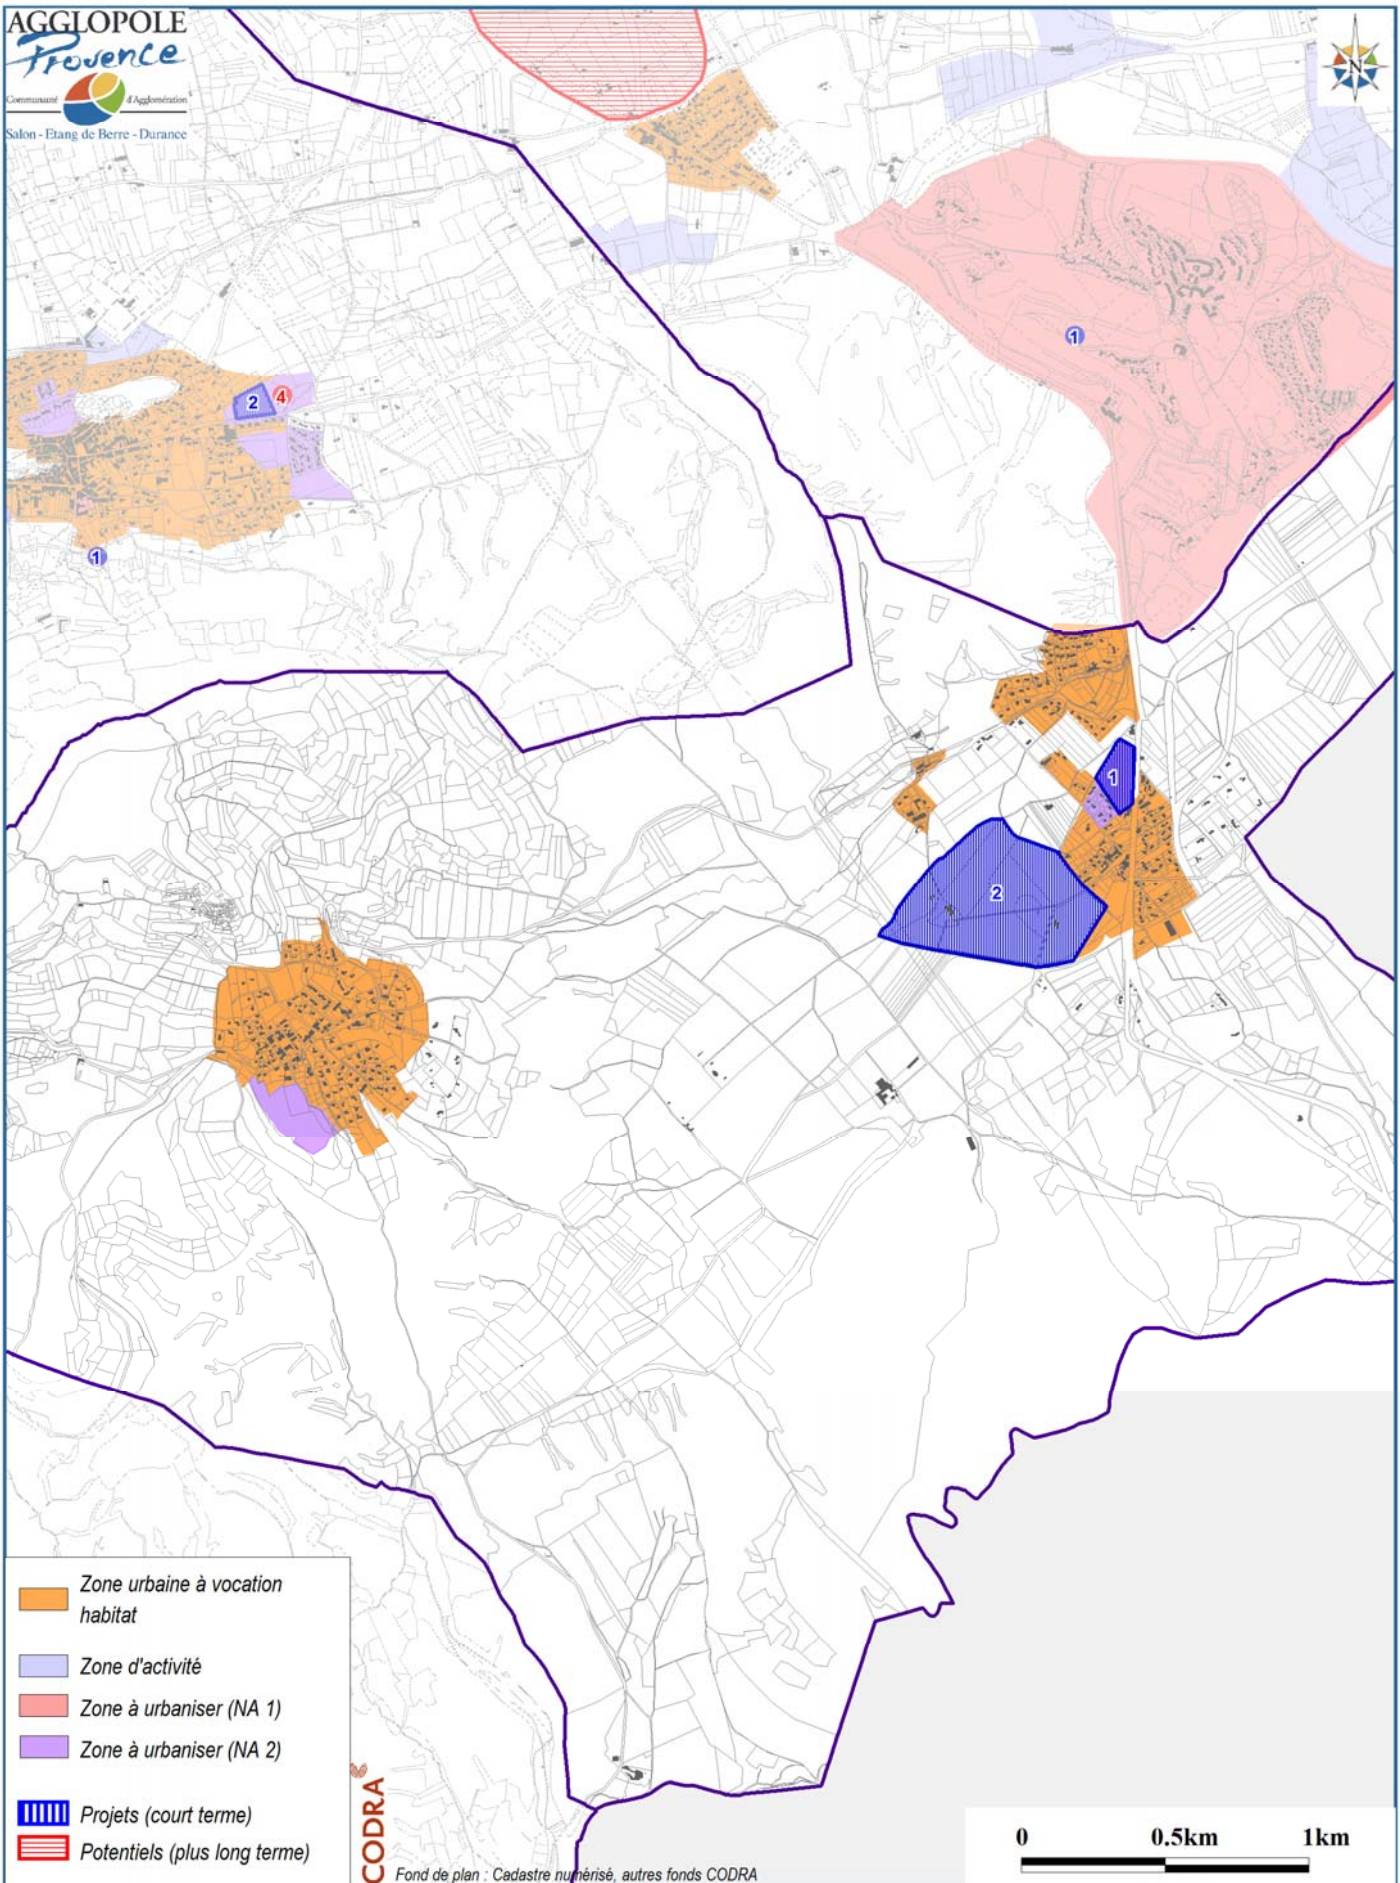 AGGLOPOLE
Provence
Communauté d'Agglomération
Salon - Etang de Berre - Durance
N
1
2
4
1
1
2
Zone urbaine à vocation
habitat
Zone d'activité
Zone à urbaniser (NA 1)
Zone à urbaniser (NA 2)
Projets (court terme)
Potentiels (plus long terme)
CODRA
Fond de plan : Cadastre numérisé, autres fonds CODRA
0 0.5km 1km